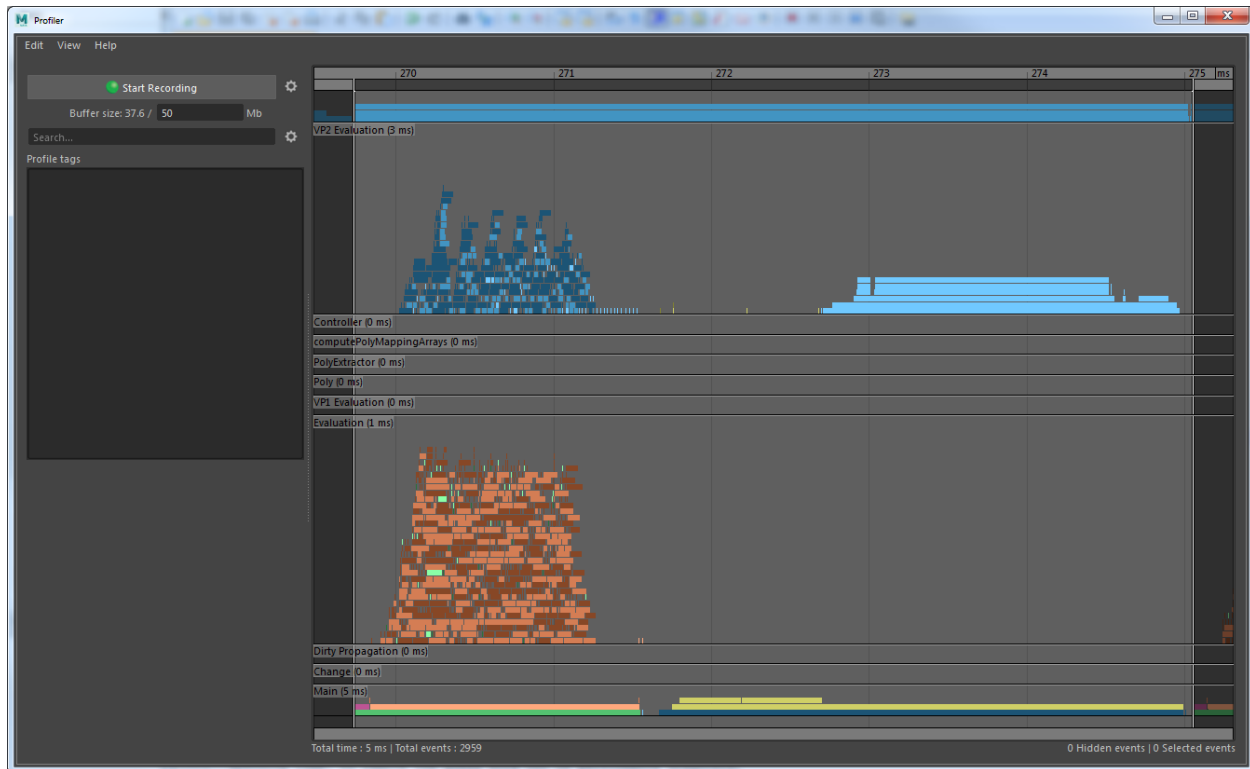 Profiler
Edit View Help
Start Recording
Buffer size: 37.6 / 50 Mb
Search...
Profile tags
270 271 272 273 274 275 ms
VP2 Evaluation (3 ms)
Controller (0 ms)
computePolyMappingArrays (0 ms)
PolyExtractor (0 ms)
Poly (0 ms)
VP1 Evaluation (0 ms)
Evaluation (1 ms)
Dirty Propagation (0 ms)
Change (0 ms)
Main (5 ms)
Total time : 5 ms | Total events : 2959
0 Hidden events | 0 Selected events